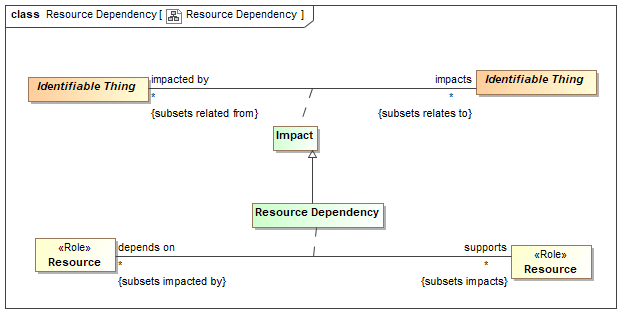 class Resource Dependency [ Resource Dependency ]
impacted by
impacts
Identifiable Thing
Identifiable Thing
*
*
{subsets related from}
{subsets relates to}
Impact
Resource Dependency
«Role»
Resource
depends on
supports
«Role»
Resource
*
*
{subsets impacted by}
{subsets impacts}